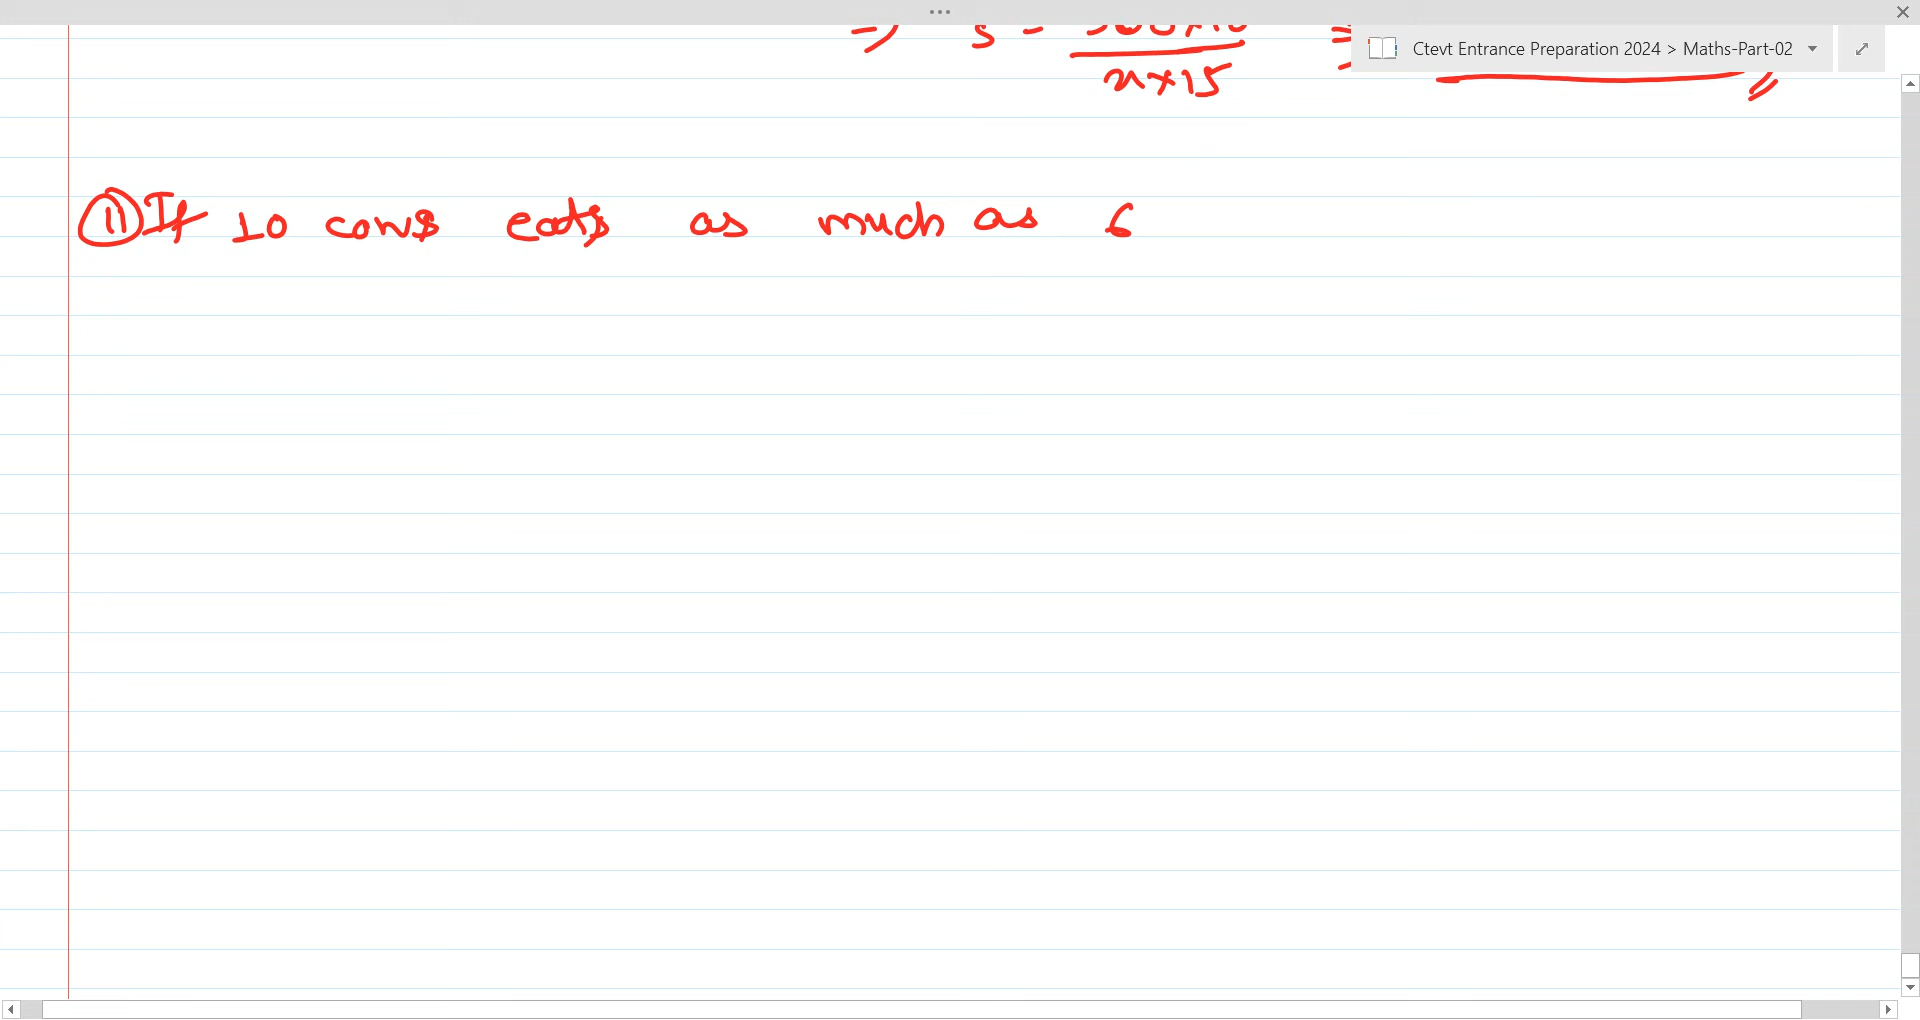 Ctevt Entrance Preparation 2024 > Maths-Part-02
n×15
11 If 10 cows eats as much as 6